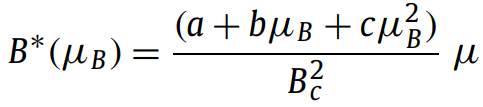 B*(μ_B) = (a + bμ_B + cμ_B^2) / B_c^2 μ